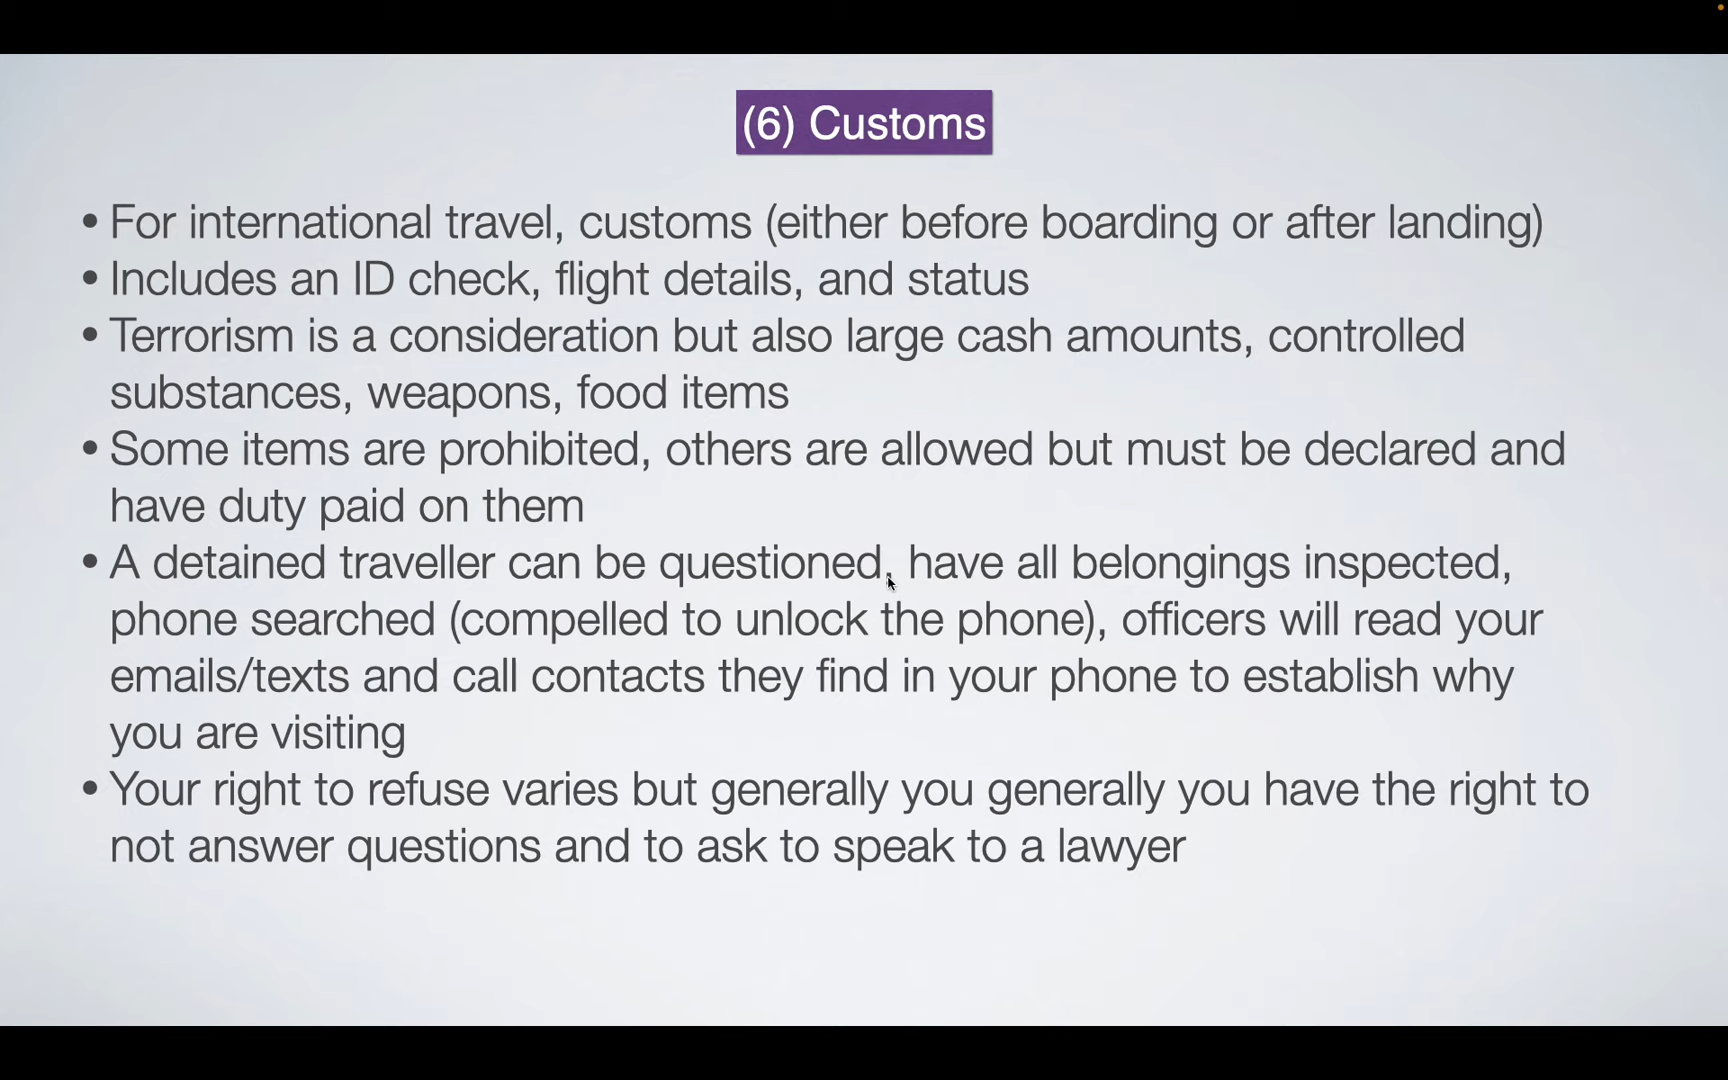 (6) Customs
• For international travel, customs (either before boarding or after landing)
• Includes an ID check, flight details, and status
• Terrorism is a consideration but also large cash amounts, controlled
substances, weapons, food items
• Some items are prohibited, others are allowed but must be declared and
have duty paid on them
• A detained traveller can be questioned, have all belongings inspected,
phone searched (compelled to unlock the phone), officers will read your
emails/texts and call contacts they find in your phone to establish why
you are visiting
• Your right to refuse varies but generally you generally you have the right to
not answer questions and to ask to speak to a lawyer